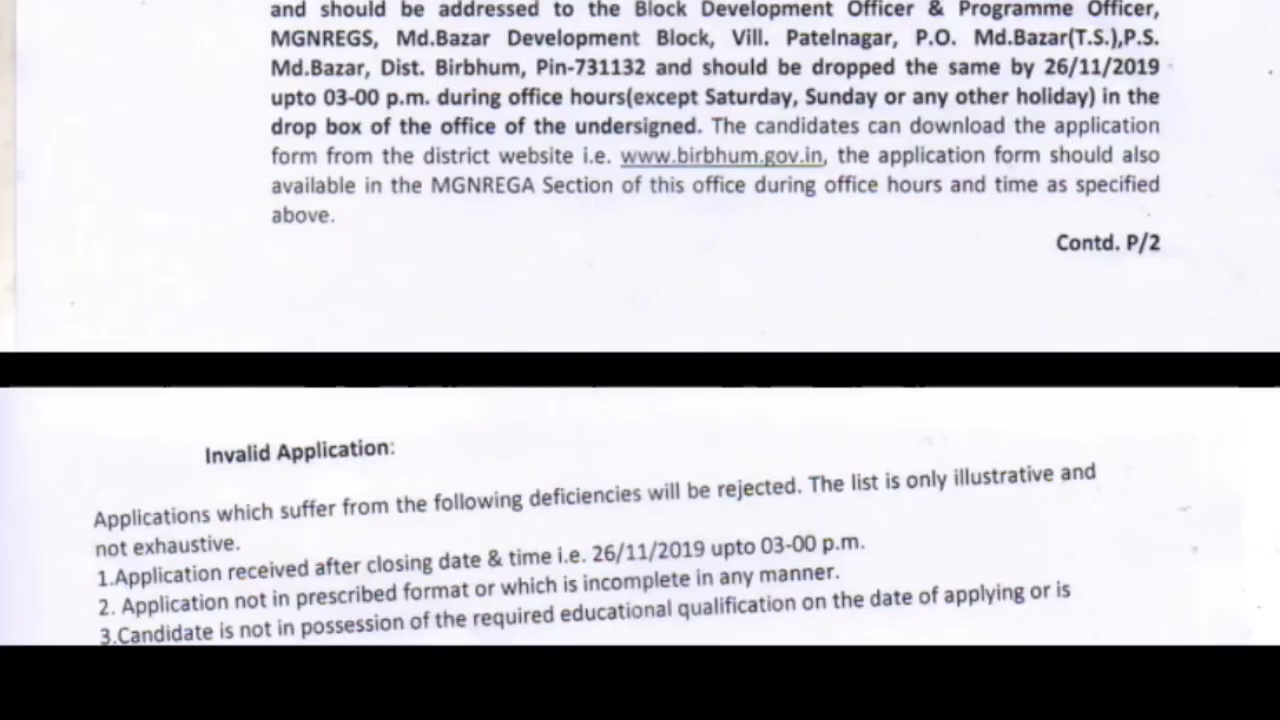 and should be addressed to the Block Development Officer & Programme Officer,
MGNREGS, Md.Bazar Development Block, Vill. Patelnagar, P.O. Md.Bazar(T.S.),P.S.
Md.Bazar, Dist. Birbhum, Pin-731132 and should be dropped the same by 26/11/2019
upto 03-00 p.m. during office hours(except Saturday, Sunday or any other holiday) in the
drop box of the office of the undersigned. The candidates can download the application
form from the district website i.e. www.birbhum.gov.in, the application form should also
available in the MGNREGA Section of this office during office hours and time as specified
above.
Contd. P/2
Invalid Application:
Applications which suffer from the following deficiencies will be rejected. The list is only illustrative and
not exhaustive.
1.Application received after closing date & time i.e. 26/11/2019 upto 03-00 p.m.
2. Application not in prescribed format or which is incomplete in any manner.
3.Candidate is not in possession of the required educational qualification on the date of applying or is